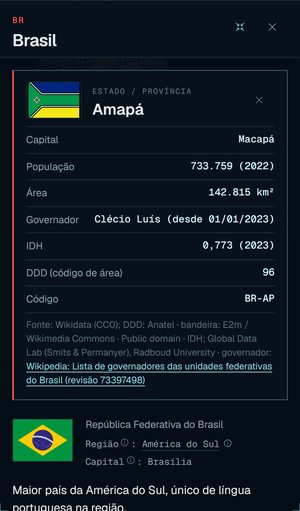 BR
Brasil
ESTADO / PROVÍNCIA
Amapá
Capital Macapá
População 733.759 (2022)
Área 142.815 km²
Governador Clécio Luís (desde 01/01/2023)
IDH 0,773 (2023)
DDD (código de área) 96
Código BR-AP
Fonte: Wikidata (CC0); DDD: Anatel · bandeira: E2m /
Wikimedia Commons · Public domain · IDH: Global Data
Lab (Smits & Permanyer), Radboud University · governador:
Wikipedia: Lista de governadores das unidades federativas
do Brasil (revisão 73397498)
República Federativa do Brasil
Região ⓘ : América do Sul ⓘ
Capital ⓘ : Brasília
Maior país da América do Sul, único de língua
portuguesa na região.